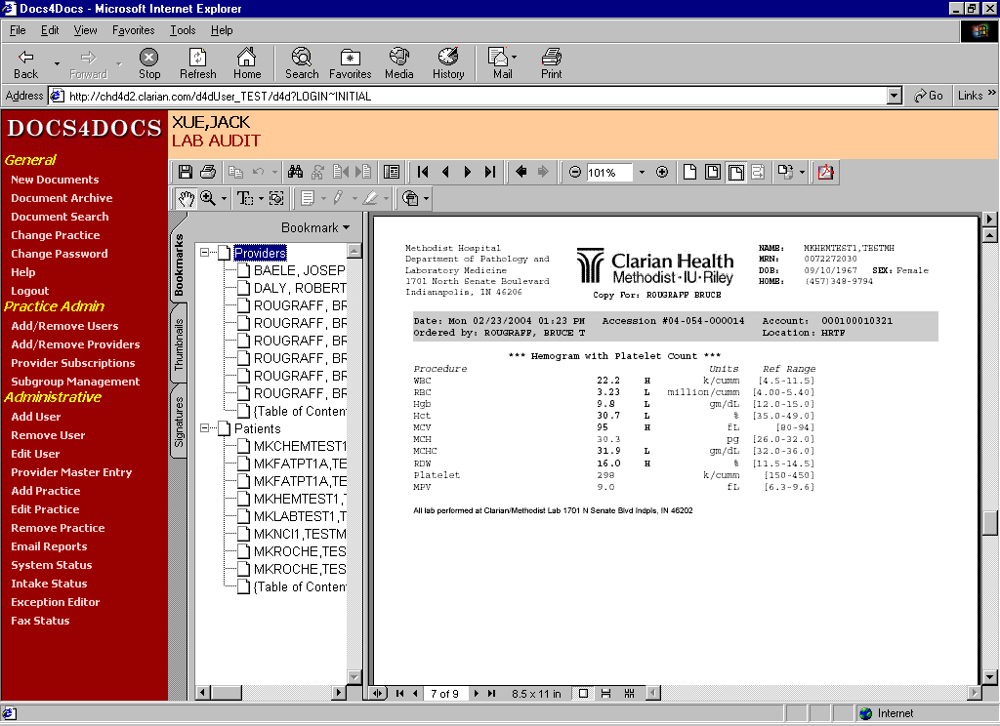 Docs4Docs - Microsoft Internet Explorer
File Edit View Favorites Tools Help
Back Forward Stop Refresh Home Search Favorites Media History Mail Print
Address http://chd4d2.clarian.com/d4dUser_TEST/d4d?LOGIN~INITIAL Go Links »
DOCS4DOCS
XUE,JACK
LAB AUDIT
General
New Documents
Document Archive
Document Search
Change Practice
Change Password
Help
Logout
Practice Admin
Add/Remove Users
Add/Remove Providers
Provider Subscriptions
Subgroup Management
Administrative
Add User
Remove User
Edit User
Provider Master Entry
Add Practice
Edit Practice
Remove Practice
Email Reports
System Status
Intake Status
Exception Editor
Fax Status
101%
Bookmarks
Thumbnails
Signatures
Bookmark
Providers
BAELE, JOSEP
DALY, ROBERT
ROUGRAFF, BR
ROUGRAFF, BR
ROUGRAFF, BR
ROUGRAFF, BR
ROUGRAFF, BR
ROUGRAFF, BR
{Table of Conten
Patients
MKCHEMTEST1
MKFATPT1A,TE
MKFATPT1A,TE
MKHEMTEST1,T
MKLABTEST1,T
MKNCI1,TESTM
MKROCHE,TES
MKROCHE,TES
{Table of Conten
Methodist Hospital
Department of Pathology and
Laboratory Medicine
1701 North Senate Boulevard
Indianapolis, IN 46206
Clarian Health
Methodist·IU·Riley
Copy For: ROUGRAFF BRUCE
NAME: MKHEMTEST1,TESTMH
MRN: 0072272030
DOB: 09/10/1967 SEX: Female
HOME: (457)348-9794
Date: Mon 02/23/2004 01:23 PM Accession #04-054-000014 Account: 000100010321
Ordered by: ROUGRAFF, BRUCE T Location: HRTF
*** Hemogram with Platelet Count ***
Procedure Units Ref Range
WBC 22.2 H k/cumm [4.5-11.5]
RBC 3.23 L million/cumm [4.00-5.40]
Hgb 9.8 L gm/dL [12.0-15.0]
Hct 30.7 L % [35.0-49.0]
MCV 95 H fL [80-94]
MCH 30.3 pg [26.0-32.0]
MCHC 31.9 L gm/dL [32.0-36.0]
RDW 16.0 H % [11.5-14.5]
Platelet 298 k/cumm [150-450]
MPV 9.0 fL [6.3-9.6]
All lab performed at Clarian/Methodist Lab 1701 N Senate Blvd Indpls, IN 46202
7 of 9 8.5 x 11 in
Internet